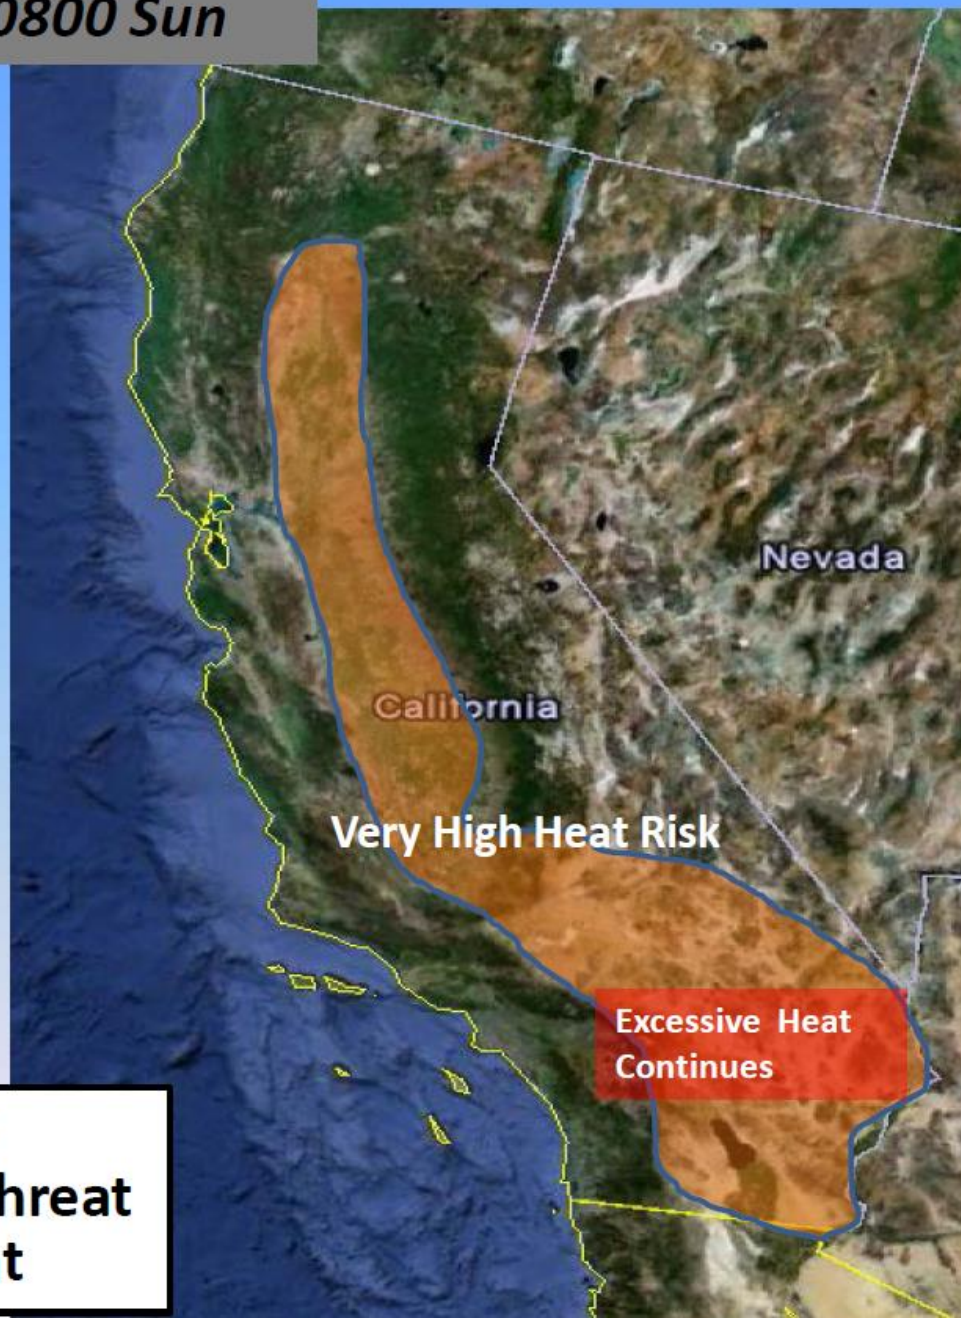 0800 Sun
Nevada
California
Very High Heat Risk
Excessive Heat
Continues
hreat
t